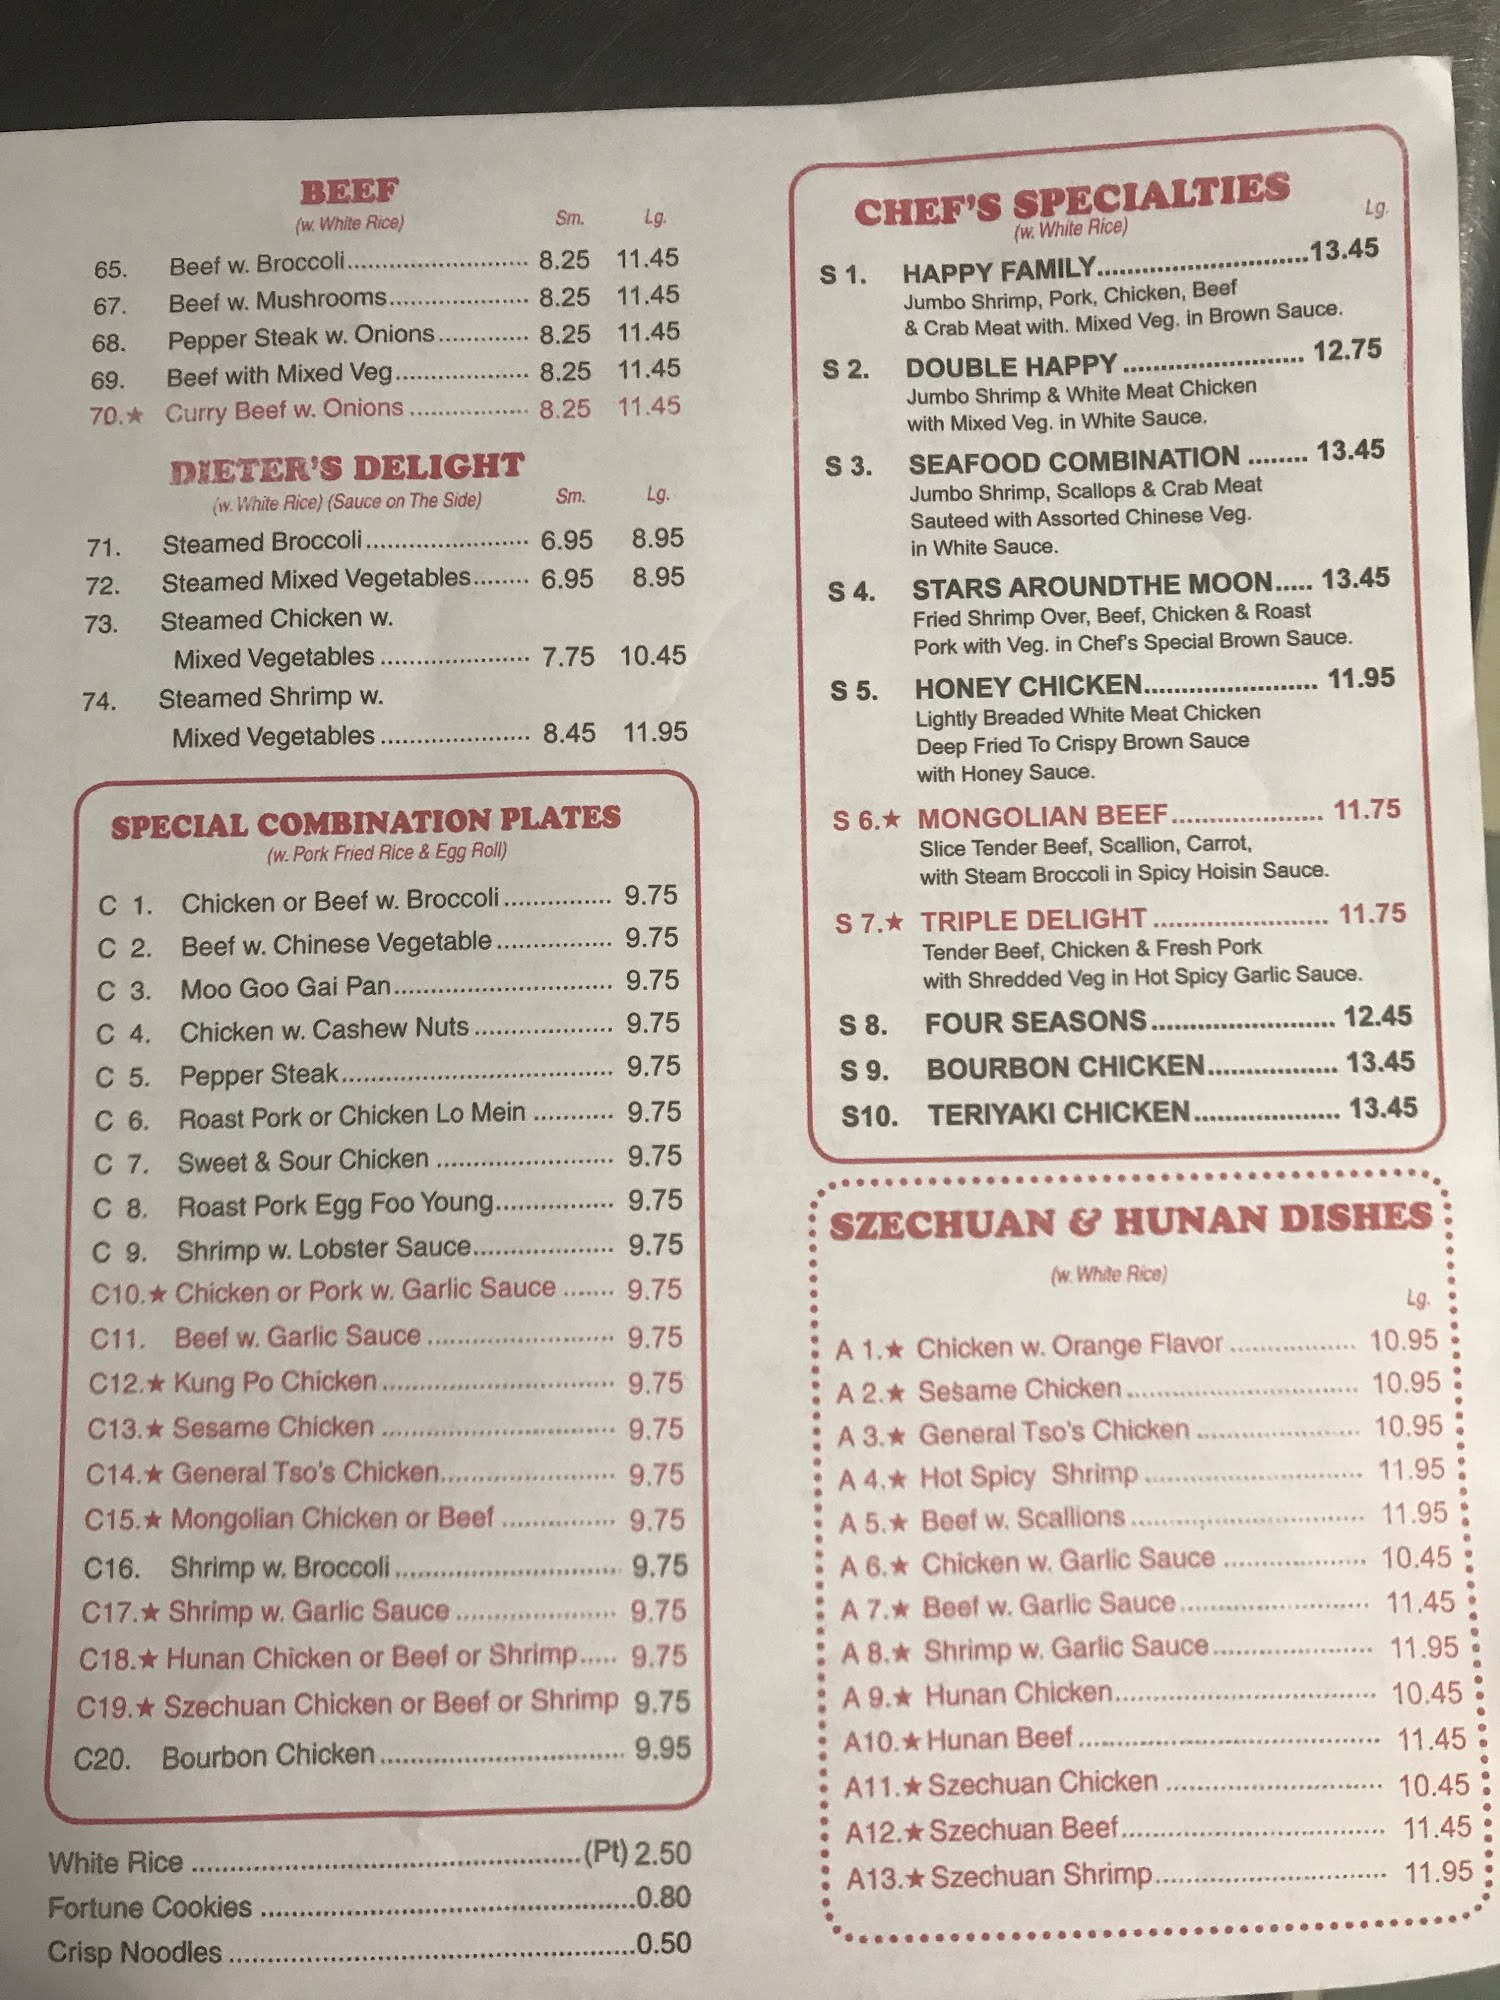 BEEF
(w. White Rice) Sm. Lg.
65. Beef w. Broccoli 8.25 11.45
67. Beef w. Mushrooms 8.25 11.45
68. Pepper Steak w. Onions 8.25 11.45
69. Beef with Mixed Veg 8.25 11.45
70.★ Curry Beef w. Onions 8.25 11.45
DIETER'S DELIGHT
(w. White Rice) (Sauce on The Side) Sm. Lg.
71. Steamed Broccoli 6.95 8.95
72. Steamed Mixed Vegetables 6.95 8.95
73. Steamed Chicken w.
Mixed Vegetables 7.75 10.45
74. Steamed Shrimp w.
Mixed Vegetables 8.45 11.95
SPECIAL COMBINATION PLATES
(w. Pork Fried Rice & Egg Roll)
C 1. Chicken or Beef w. Broccoli 9.75
C 2. Beef w. Chinese Vegetable 9.75
C 3. Moo Goo Gai Pan 9.75
C 4. Chicken w. Cashew Nuts 9.75
C 5. Pepper Steak 9.75
C 6. Roast Pork or Chicken Lo Mein 9.75
C 7. Sweet & Sour Chicken 9.75
C 8. Roast Pork Egg Foo Young 9.75
C 9. Shrimp w. Lobster Sauce 9.75
C10.★ Chicken or Pork w. Garlic Sauce 9.75
C11. Beef w. Garlic Sauce 9.75
C12.★ Kung Po Chicken 9.75
C13.★ Sesame Chicken 9.75
C14.★ General Tso's Chicken 9.75
C15.★ Mongolian Chicken or Beef 9.75
C16. Shrimp w. Broccoli 9.75
C17.★ Shrimp w. Garlic Sauce 9.75
C18.★ Hunan Chicken or Beef or Shrimp 9.75
C19.★ Szechuan Chicken or Beef or Shrimp 9.75
C20. Bourbon Chicken 9.95
White Rice (Pt) 2.50
Fortune Cookies 0.80
Crisp Noodles 0.50
CHEF'S SPECIALTIES
(w. White Rice) Lg.
S 1. HAPPY FAMILY 13.45
Jumbo Shrimp, Pork, Chicken, Beef
& Crab Meat with. Mixed Veg. in Brown Sauce.
S 2. DOUBLE HAPPY 12.75
Jumbo Shrimp & White Meat Chicken
with Mixed Veg. in White Sauce.
S 3. SEAFOOD COMBINATION 13.45
Jumbo Shrimp, Scallops & Crab Meat
Sauteed with Assorted Chinese Veg.
in White Sauce.
S 4. STARS AROUNDTHE MOON 13.45
Fried Shrimp Over, Beef, Chicken & Roast
Pork with Veg. in Chef's Special Brown Sauce.
S 5. HONEY CHICKEN 11.95
Lightly Breaded White Meat Chicken
Deep Fried To Crispy Brown Sauce
with Honey Sauce.
S 6.★ MONGOLIAN BEEF 11.75
Slice Tender Beef, Scallion, Carrot,
with Steam Broccoli in Spicy Hoisin Sauce.
S 7.★ TRIPLE DELIGHT 11.75
Tender Beef, Chicken & Fresh Pork
with Shredded Veg in Hot Spicy Garlic Sauce.
S 8. FOUR SEASONS 12.45
S 9. BOURBON CHICKEN 13.45
S10. TERIYAKI CHICKEN 13.45
SZECHUAN & HUNAN DISHES
(w. White Rice)
Lg.
A 1.★ Chicken w. Orange Flavor 10.95
A 2.★ Sesame Chicken 10.95
A 3.★ General Tso's Chicken 10.95
A 4.★ Hot Spicy Shrimp 11.95
A 5.★ Beef w. Scallions 11.95
A 6.★ Chicken w. Garlic Sauce 10.45
A 7.★ Beef w. Garlic Sauce 11.45
A 8.★ Shrimp w. Garlic Sauce 11.95
A 9.★ Hunan Chicken 10.45
A10.★ Hunan Beef 11.45
A11.★ Szechuan Chicken 10.45
A12.★ Szechuan Beef 11.45
A13.★ Szechuan Shrimp 11.95